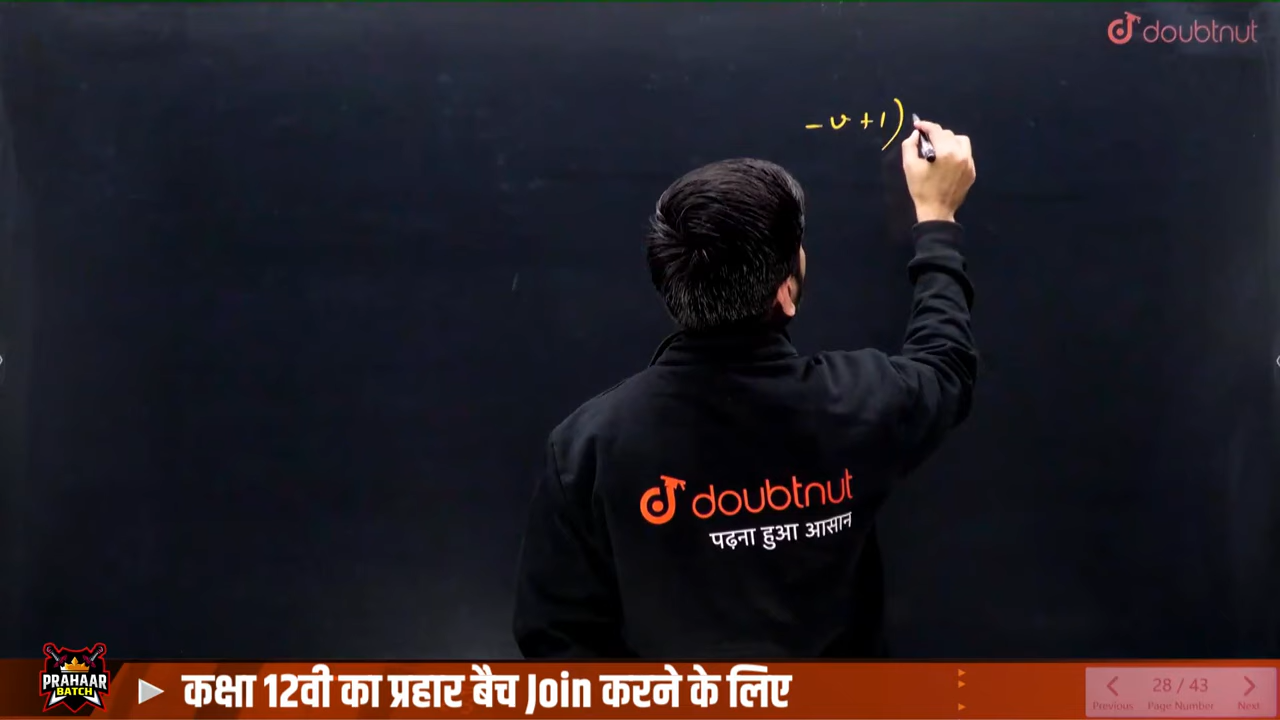 doubtnut
-v+1)
doubtnut
पढ़ना हुआ आसान
PRAHAAR
BATCH
कक्षा 12वी का प्रहार बैच Join करने के लिए
28 / 43
Previous Page Number Next